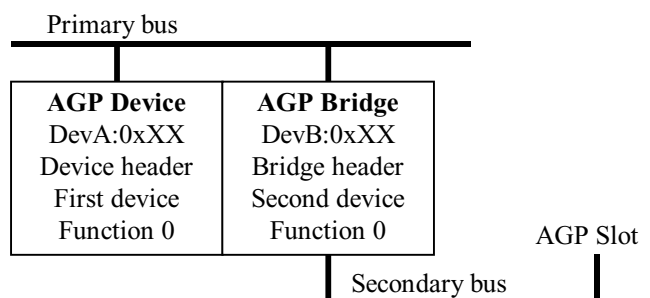 Primary bus
AGP Device
DevA:0xXX
Device header
First device
Function 0
AGP Bridge
DevB:0xXX
Bridge header
Second device
Function 0
AGP Slot
Secondary bus